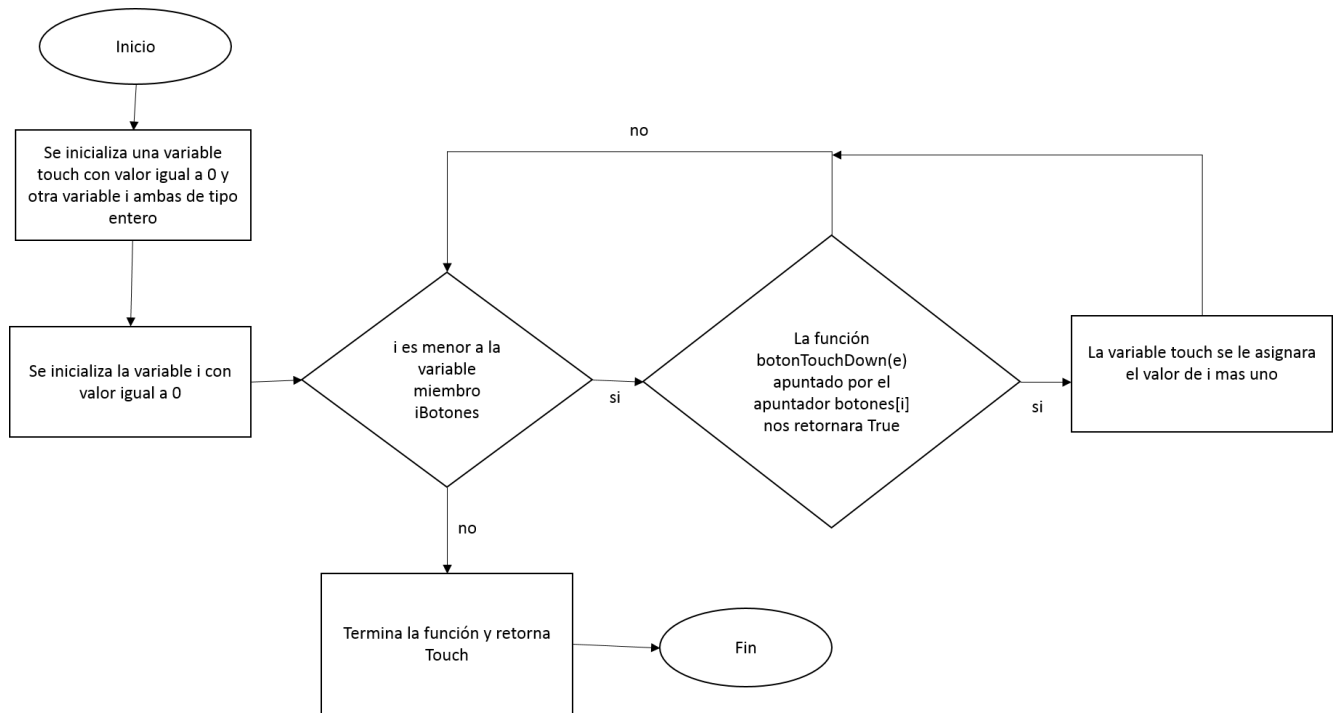 Inicio
Se inicializa una variable
touch con valor igual a 0 y
otra variable i ambas de tipo
entero
Se inicializa la variable i con
valor igual a 0
i es menor a la
variable
miembro
iBotones
si
no
La función
botonTouchDown(e)
apuntado por el
apuntador botones[i]
nos retornara True
si
no
La variable touch se le asignara
el valor de i mas uno
Termina la función y retorna
Touch
Fin